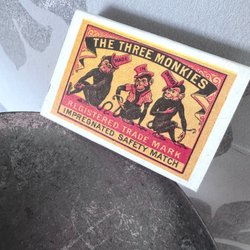 THE THREE MONKIES
REGISTERED TRADE MARK
IMPREGNATED SAFETY MATCH